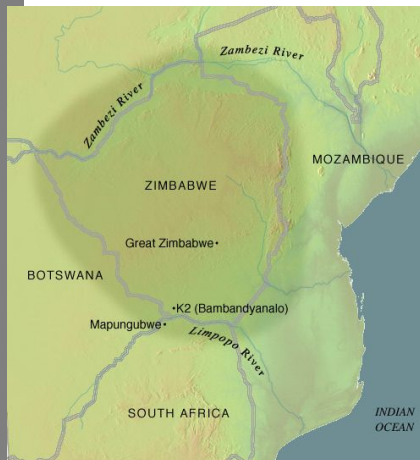 Zambezi River
Zambezi River
MOZAMBIQUE
ZIMBABWE
Great Zimbabwe
BOTSWANA
K2 (Bambandyanalo)
Mapungubwe
Limpopo River
SOUTH AFRICA
INDIAN
OCEAN